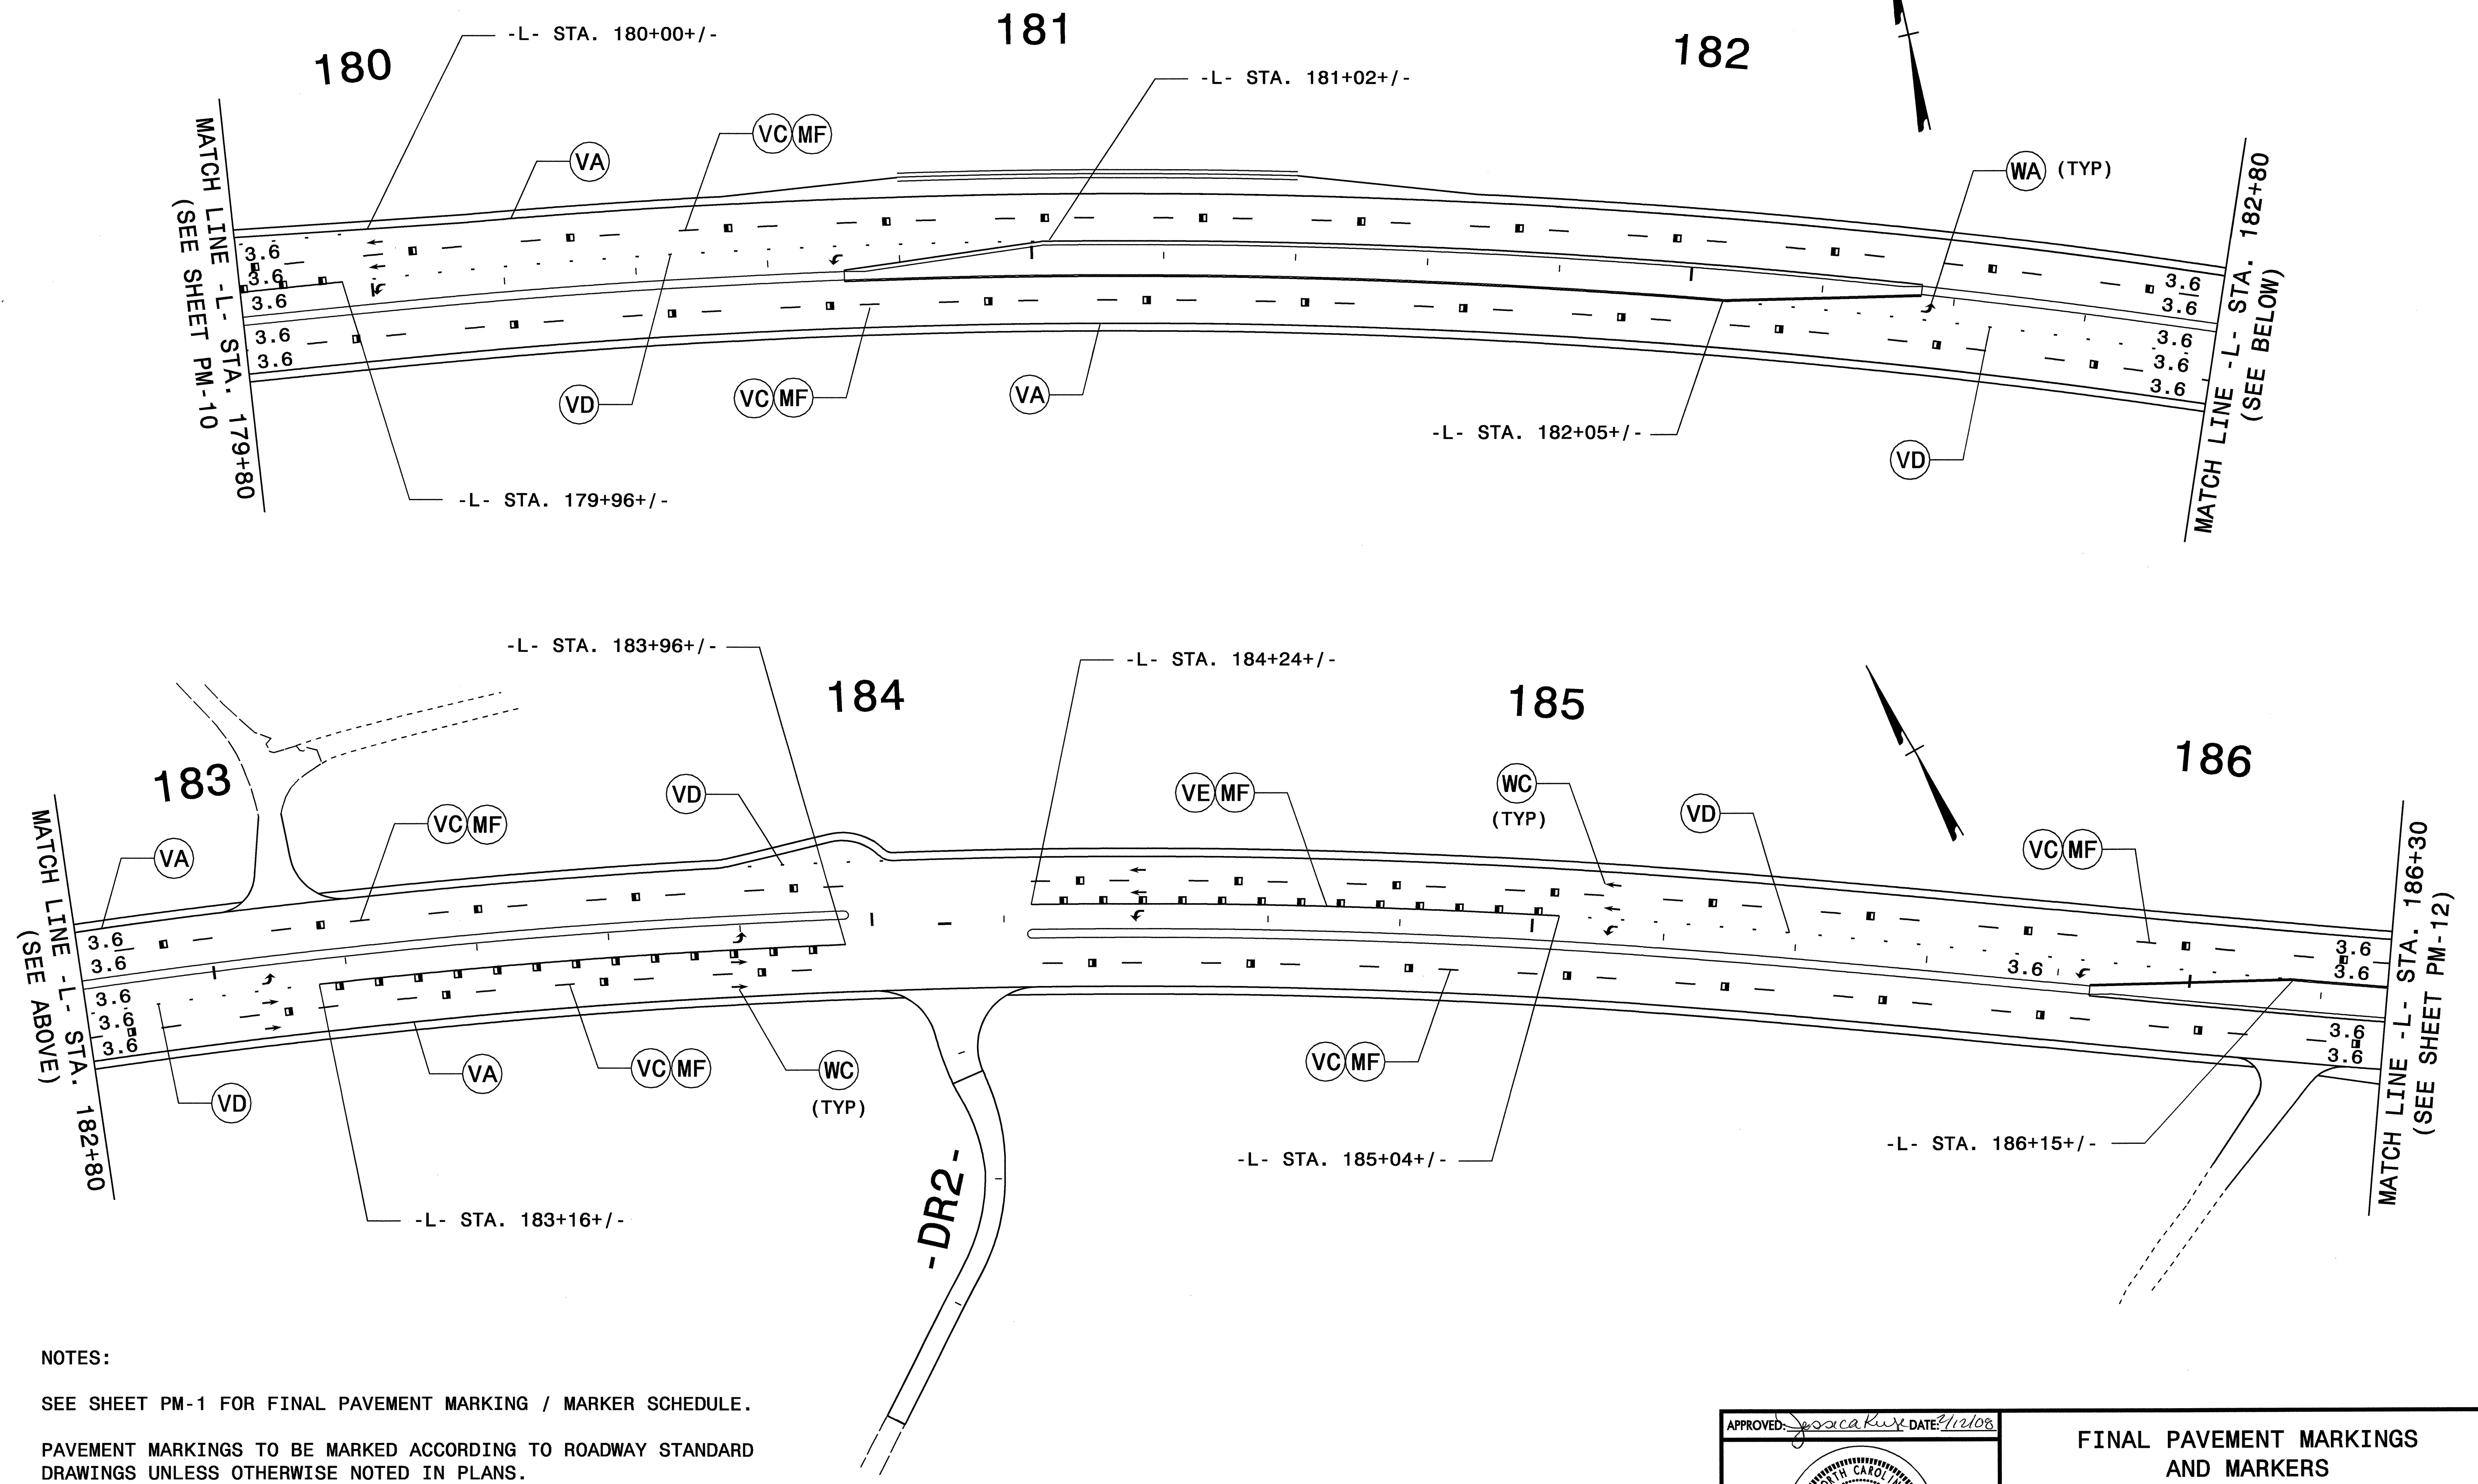 180
-L- STA. 180+00+/-
181
182
-L- STA. 181+02+/-
VC MF
VA
WA (TYP)
MATCH LINE -L- STA. 179+80
(SEE SHEET PM-10
3.6
3.6
3.6
3.6
3.6
3.6
3.6
3.6
3.6
3.6
MATCH LINE -L- STA. 182+80
(SEE BELOW)
VD
VC MF
VA
-L- STA. 182+05+/-
VD
-L- STA. 179+96+/-
-L- STA. 183+96+/-
-L- STA. 184+24+/-
184
185
183
186
VD
VE MF
WC
(TYP)
VD
VC MF
VC MF
VA
MATCH LINE -L- STA. 182+80
(SEE ABOVE)
3.6
3.6
3.6
3.6
3.6
3.6
3.6
3.6
3.6
3.6
MATCH LINE -L- STA. 186+30
(SEE SHEET PM-12)
VD
VA
VC MF
WC
(TYP)
VC MF
-L- STA. 185+04+/-
-L- STA. 186+15+/-
-L- STA. 183+16+/-
-DR2-
NOTES:
SEE SHEET PM-1 FOR FINAL PAVEMENT MARKING / MARKER SCHEDULE.
PAVEMENT MARKINGS TO BE MARKED ACCORDING TO ROADWAY STANDARD
DRAWINGS UNLESS OTHERWISE NOTED IN PLANS.
APPROVED: Jessica DATE: 2/12/08
NORTH CAROLINA
FINAL PAVEMENT MARKINGS
AND MARKERS